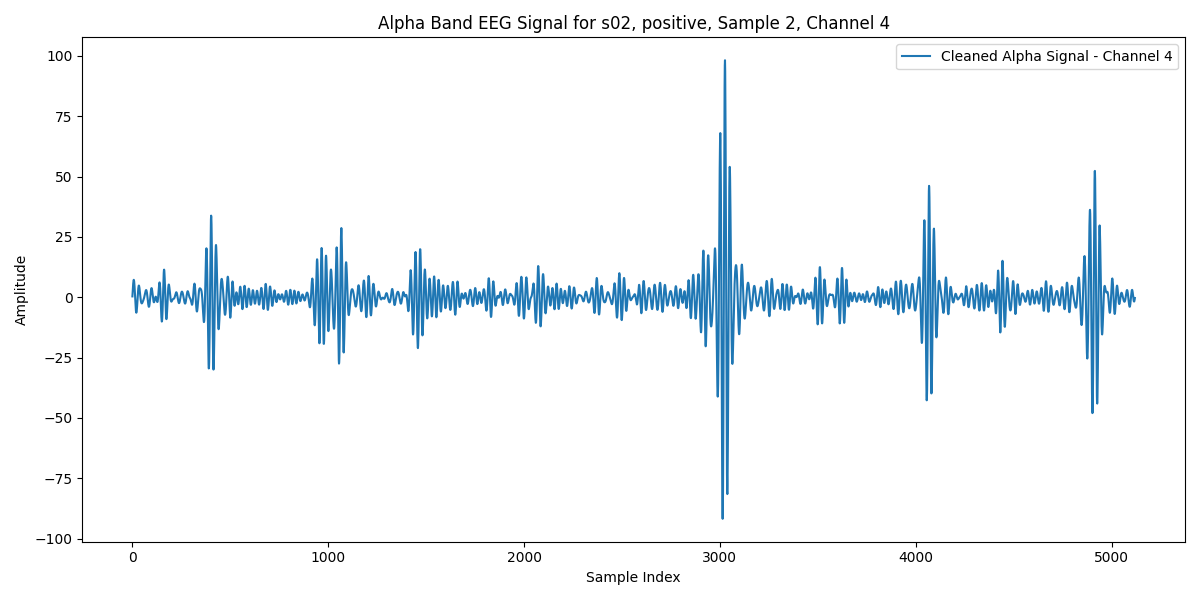 Alpha Band EEG Signal for s02, positive, Sample 2, Channel 4
Cleaned Alpha Signal - Channel 4
100
75
50
25
0
−25
−50
−75
−100
Amplitude
0 1000 2000 3000 4000 5000
Sample Index